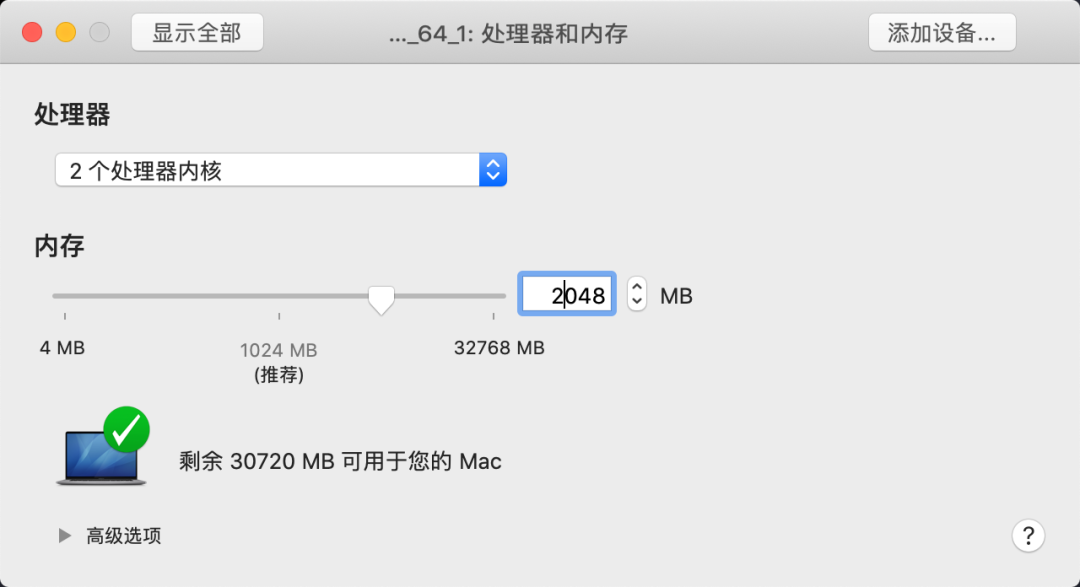 显示全部
..._64_1: 处理器和内存
添加设备...
处理器
2 个处理器内核
内存
2048
MB
4 MB
1024 MB
(推荐)
32768 MB
剩余 30720 MB 可用于您的 Mac
高级选项
?